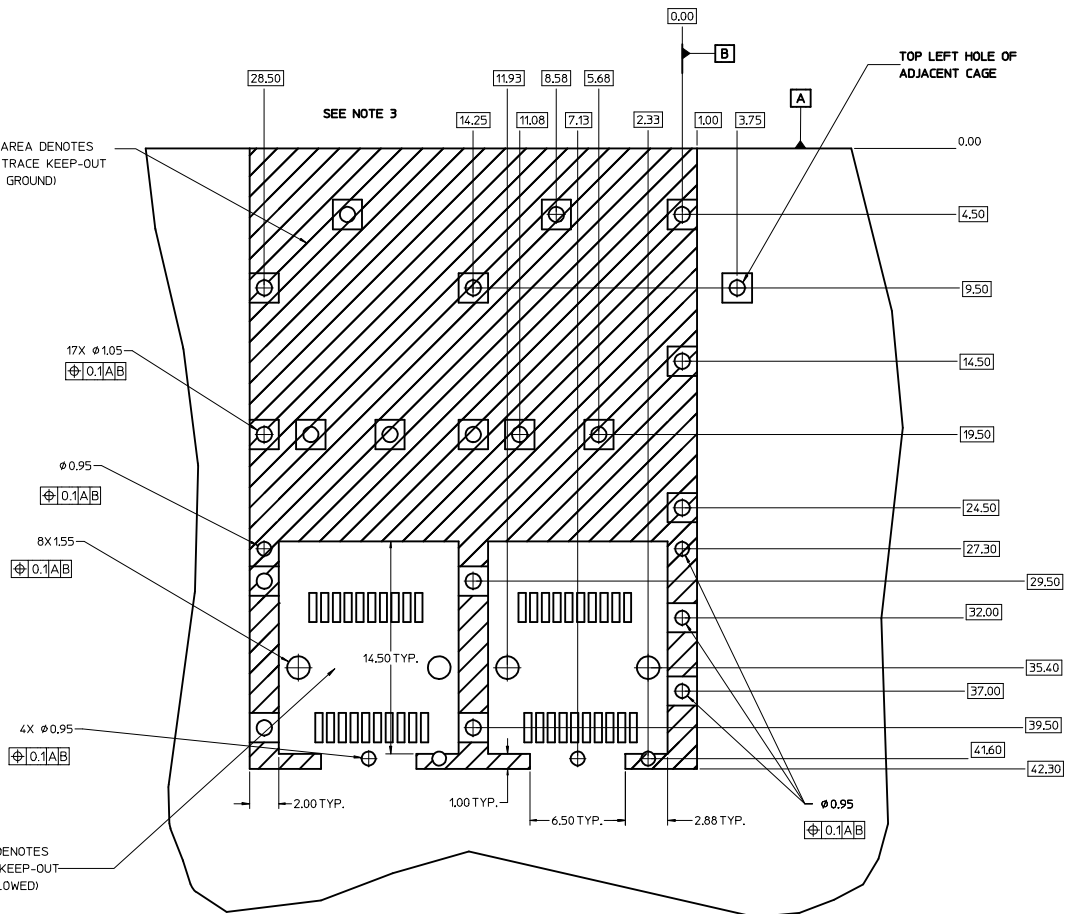 0.00
B
TOP LEFT HOLE OF
ADJACENT CAGE
28.50
11.93
8.58
5.68
A
SEE NOTE 3
14.25
11.08
7.13
2.33
1.00
3.75
AREA DENOTES
TRACE KEEP-OUT
GROUND)
0.00
4.50
9.50
17X ⌀1.05
⌖ 0.1 A B
14.50
19.50
⌀0.95
⌖ 0.1 A B
24.50
8X 1.55
⌖ 0.1 A B
27.30
29.50
32.00
14.50 TYP.
35.40
37.00
4X ⌀0.95
⌖ 0.1 A B
39.50
41.60
42.30
2.00 TYP.
1.00 TYP.
6.50 TYP.
2.88 TYP.
⌀0.95
⌖ 0.1 A B
DENOTES
KEEP-OUT
LOWED)